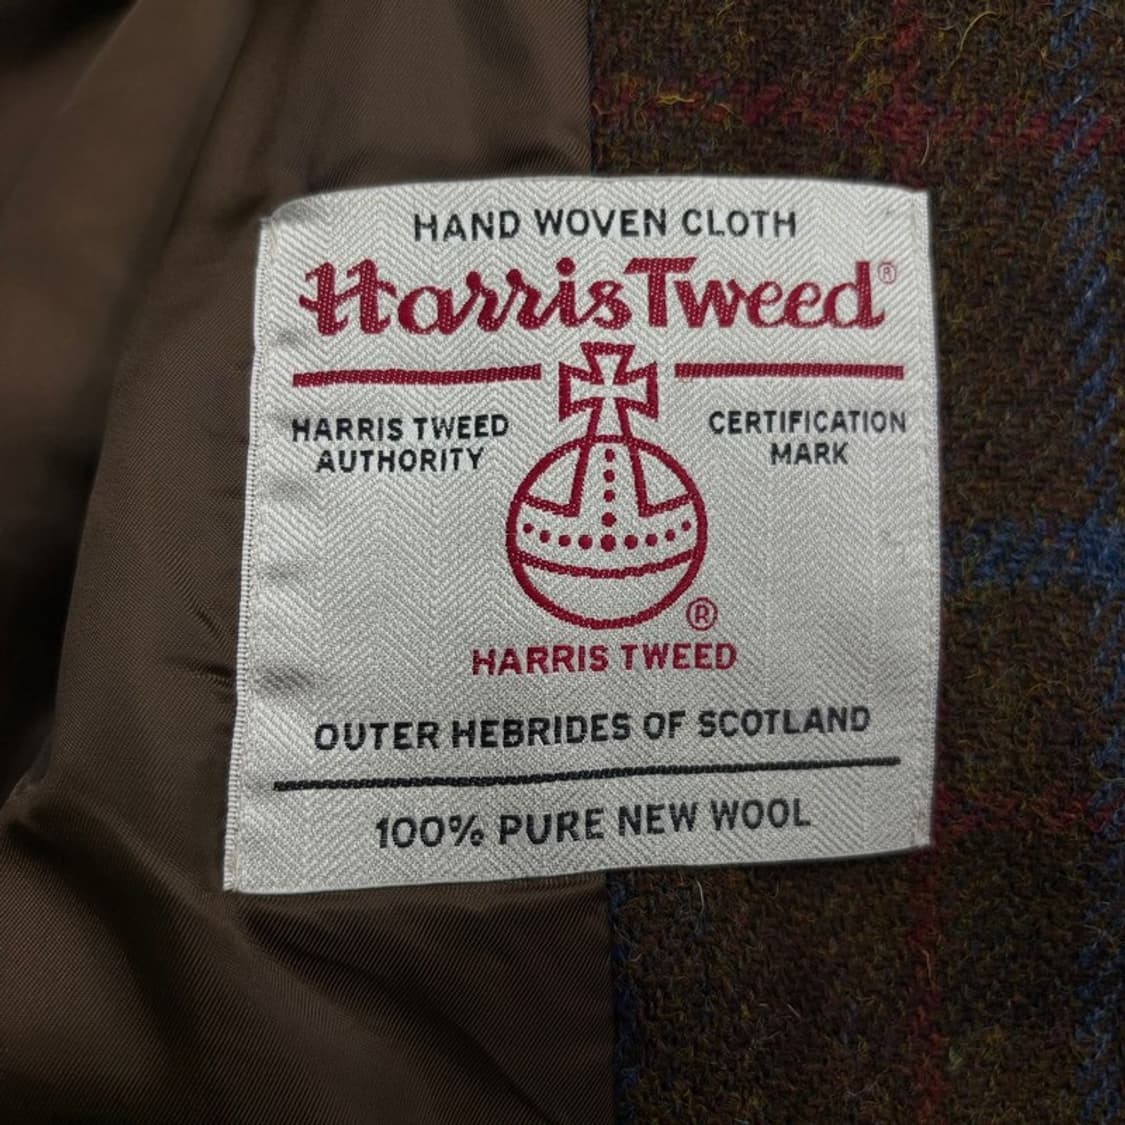 HAND WOVEN CLOTH
Harris Tweed®
HARRIS TWEED
AUTHORITY
CERTIFICATION
MARK
®
HARRIS TWEED
OUTER HEBRIDES OF SCOTLAND
100% PURE NEW WOOL